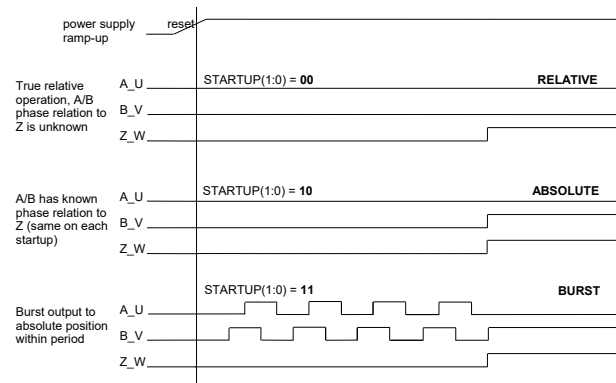 power supply reset
ramp-up
True relative
operation, A/B
phase relation to
Z is unknown
A_U
STARTUP(1:0) = 00
RELATIVE
B_V
Z_W
A/B has known
phase relation to
Z (same on each
startup)
A_U
STARTUP(1:0) = 10
ABSOLUTE
B_V
Z_W
STARTUP(1:0) = 11
BURST
Burst output to
absolute position
within period
A_U
B_V
Z_W